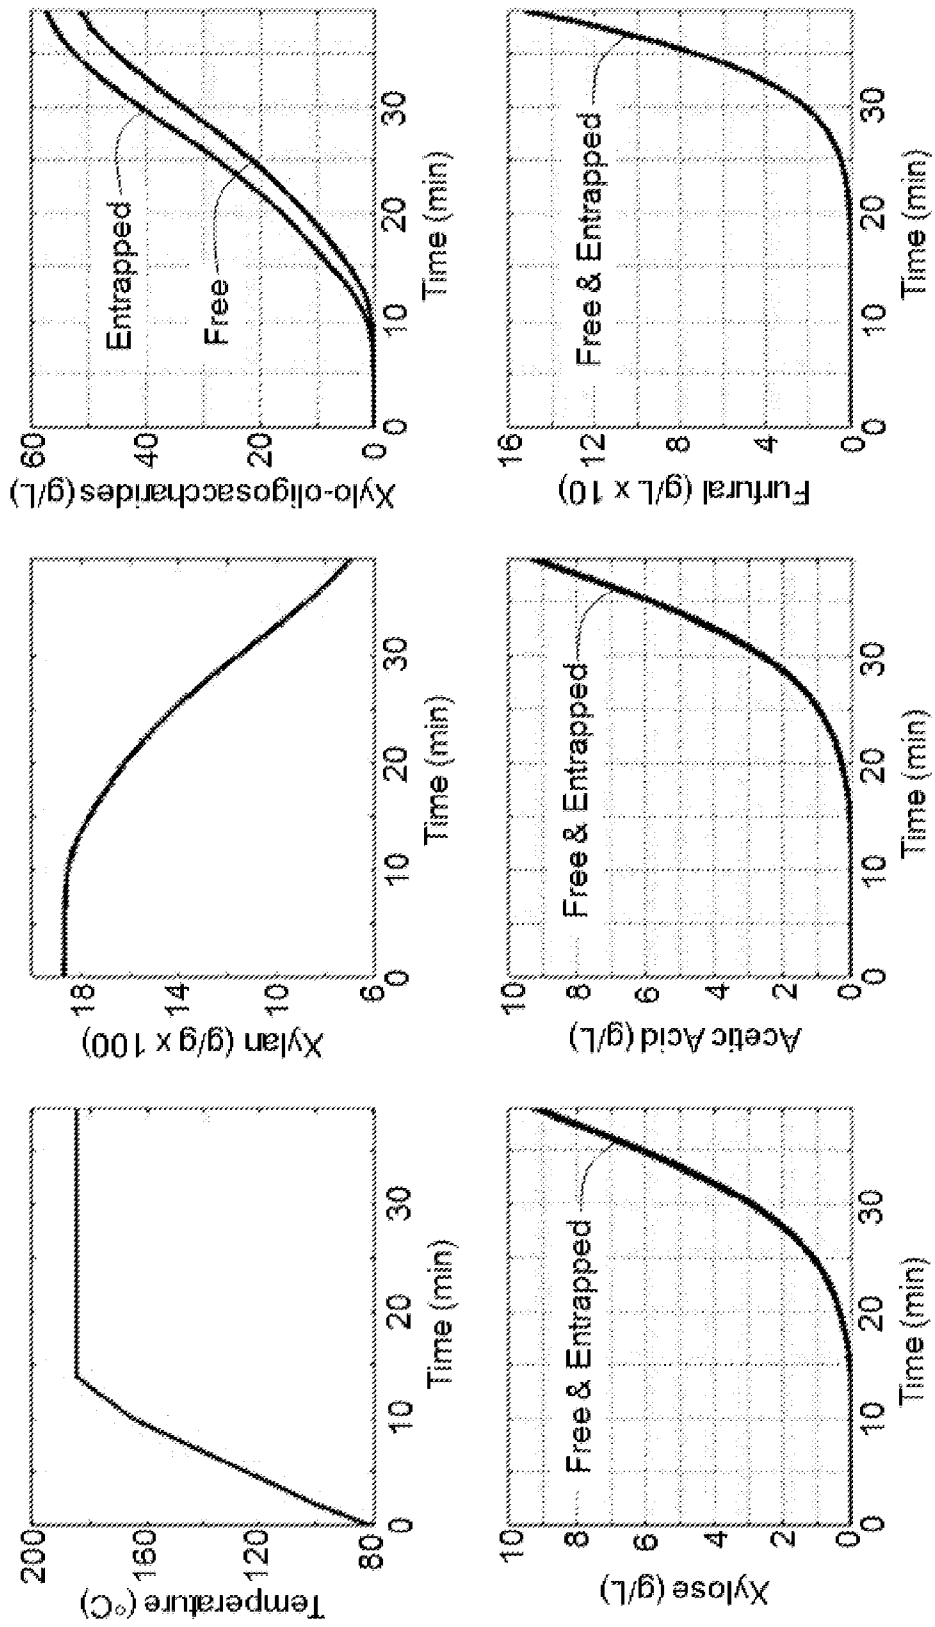 Temperature (°C)
200
160
120
80
0 10 20 30
Time (min)
Xylan (g/g x 100)
18
14
10
6
0 10 20 30
Time (min)
Xylo-oligosaccharides (g/L)
60
40
20
0
Entrapped
Free
0 10 20 30
Time (min)
Xylose (g/L)
10
8
6
4
2
0
Free & Entrapped
0 10 20 30
Time (min)
Acetic Acid (g/L)
10
8
6
4
2
0
Free & Entrapped
0 10 20 30
Time (min)
Furfural (g/L x 10)
16
12
8
4
0
Free & Entrapped
0 10 20 30
Time (min)